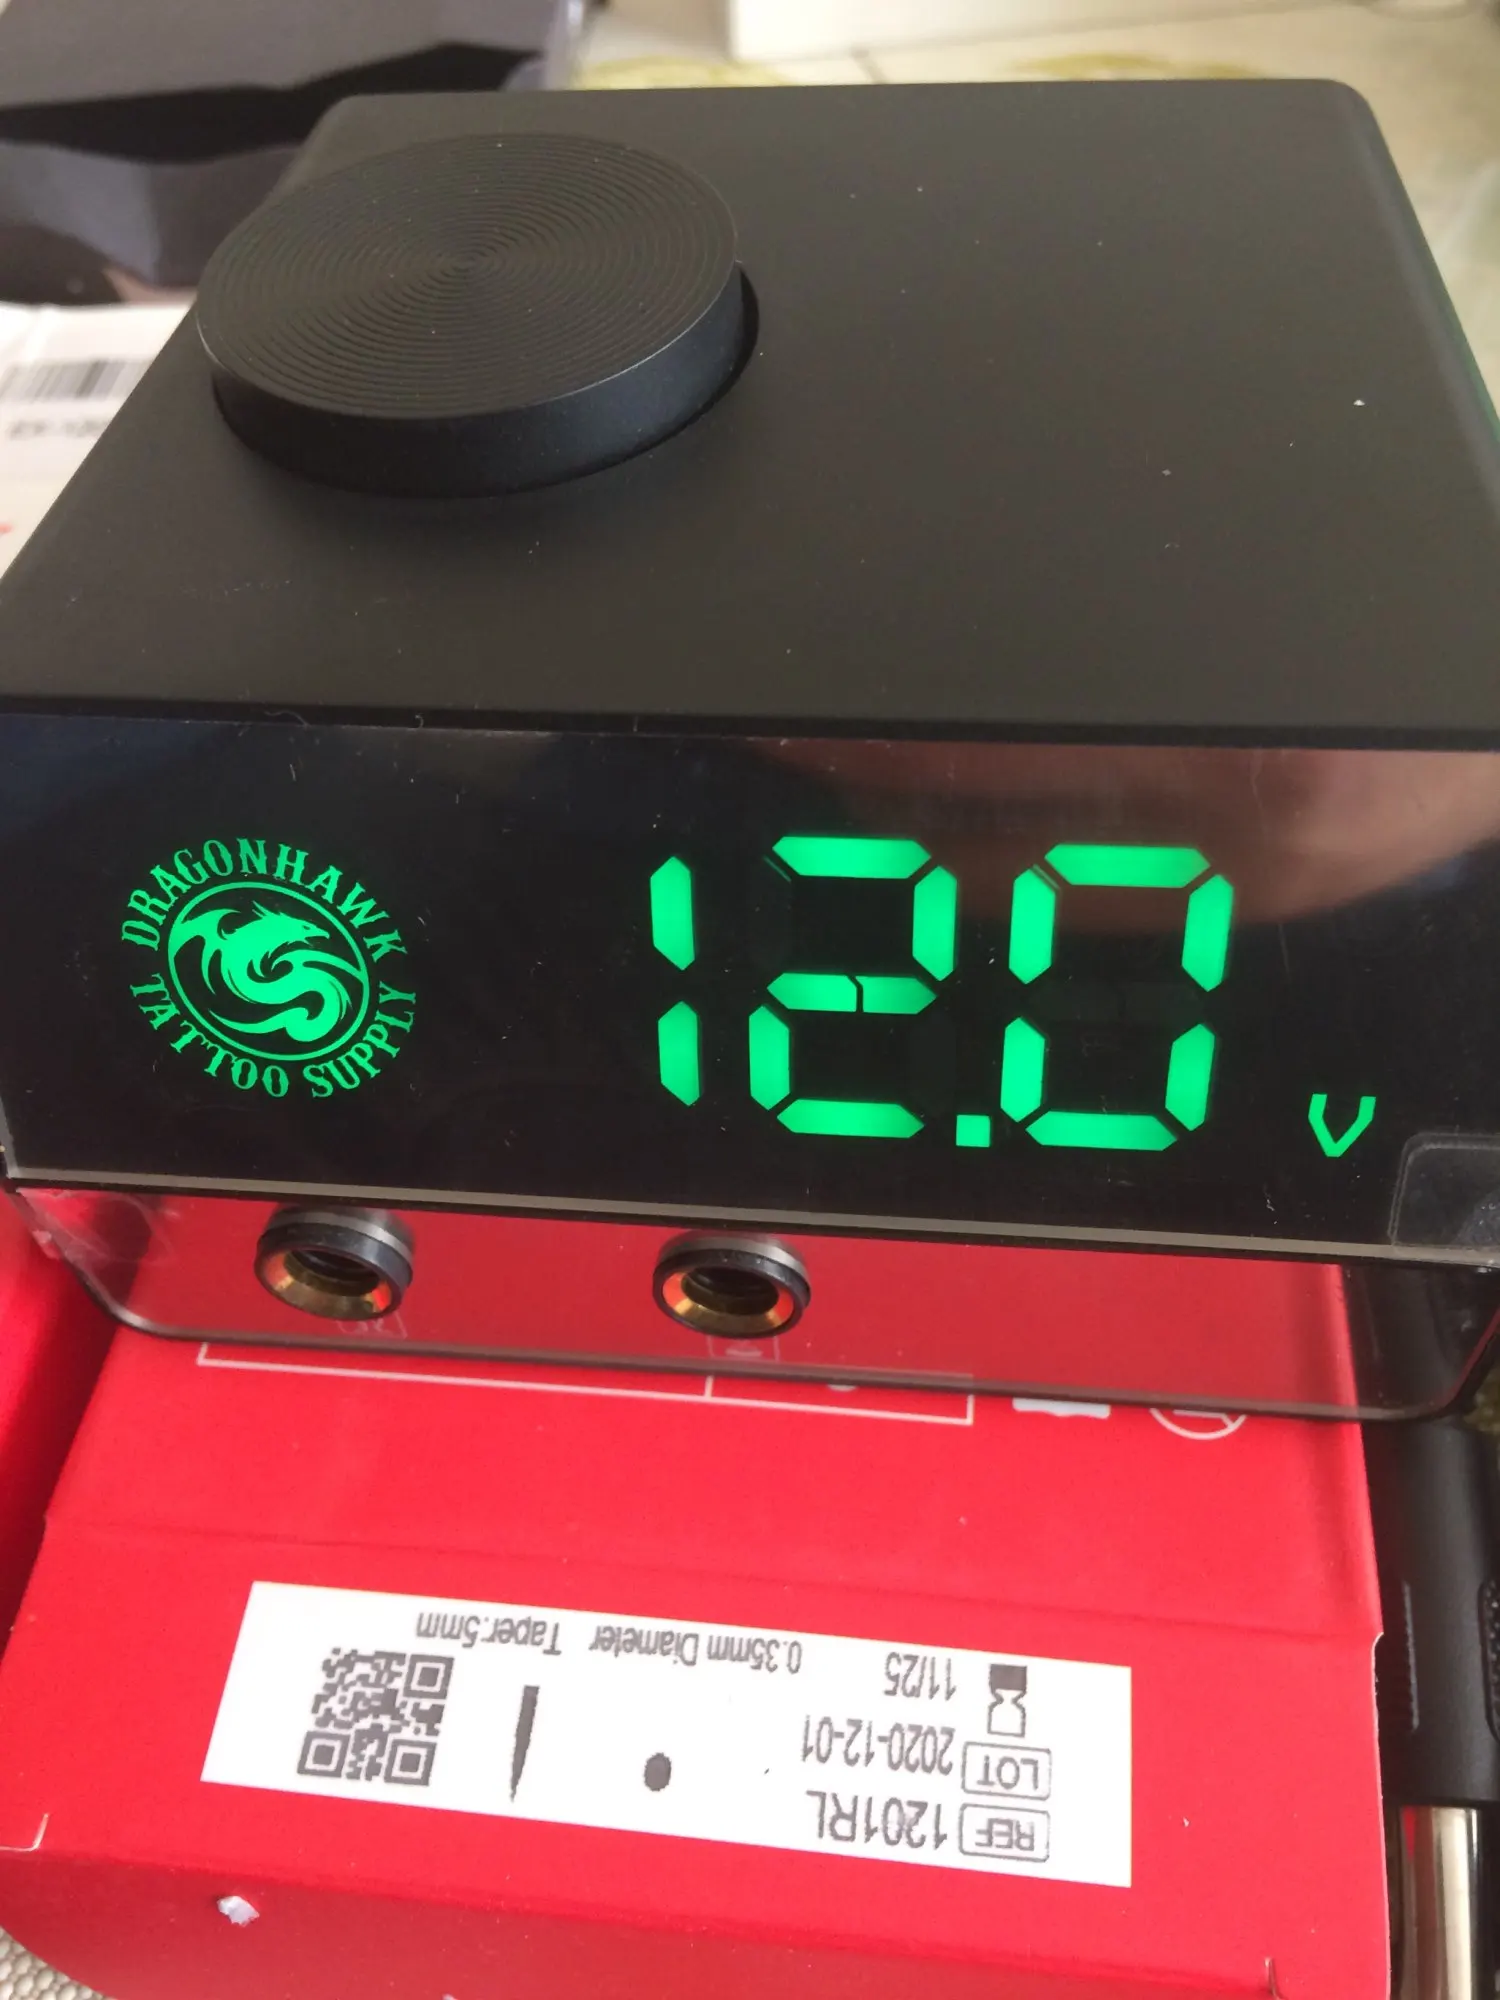 DRAGONHAWK
TATTOO SUPPLY
12.0 V
REF 1201RL
LOT 2020-12-01
11/25
0.35mm Diameter Taper:5mm